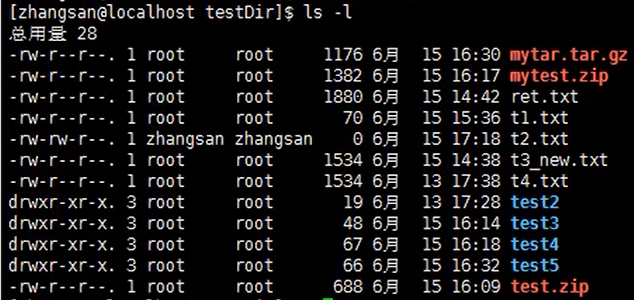 [zhangsan@localhost testDir]$ ls -l
总用量 28
-rw-r--r--. 1 root     root     1176 6月  15 16:30 mytar.tar.gz
-rw-r--r--. 1 root     root     1382 6月  15 16:17 mytest.zip
-rw-r--r--. 1 root     root     1880 6月  15 14:42 ret.txt
-rw-r--r--. 1 root     root       70 6月  15 15:36 t1.txt
-rw-rw-r--. 1 zhangsan zhangsan    0 6月  15 17:18 t2.txt
-rw-r--r--. 1 root     root     1534 6月  15 14:38 t3_new.txt
-rw-r--r--. 1 root     root     1534 6月  13 17:38 t4.txt
drwxr-xr-x. 3 root     root       19 6月  13 17:28 test2
drwxr-xr-x. 3 root     root       48 6月  15 16:14 test3
drwxr-xr-x. 3 root     root       67 6月  15 16:18 test4
drwxr-xr-x. 3 root     root       66 6月  15 16:32 test5
-rw-r--r--. 1 root     root      688 6月  15 16:09 test.zip